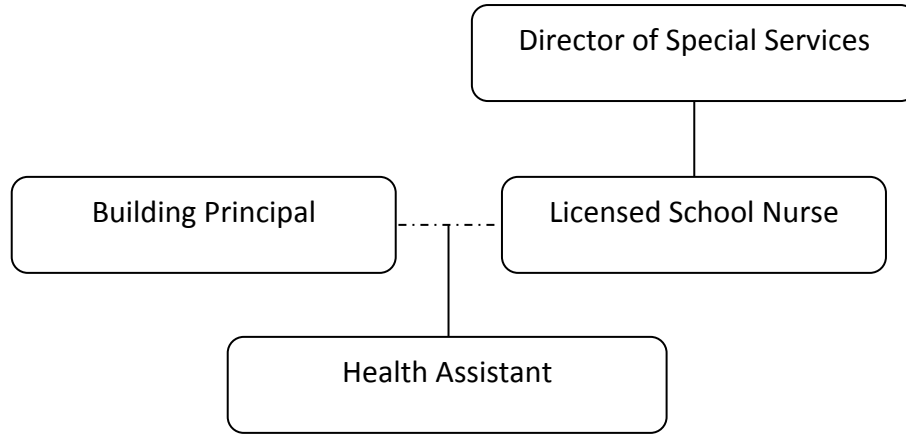 Director of Special Services
Building Principal
Licensed School Nurse
Health Assistant